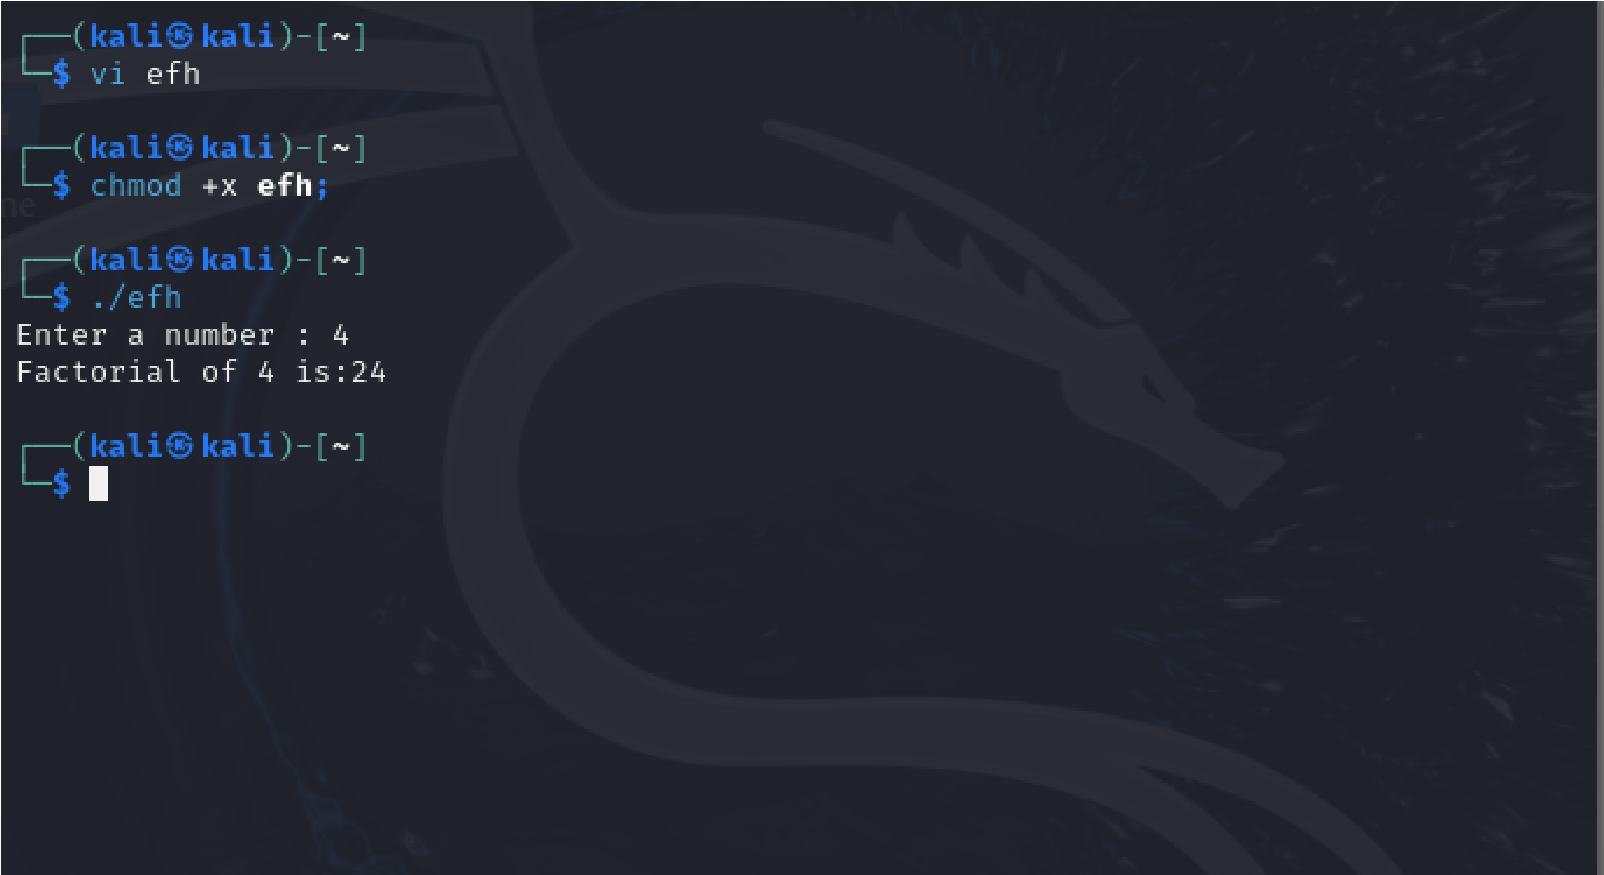 ┌──(kali㉿kali)-[~]
└─$ vi efh
┌──(kali㉿kali)-[~]
└─$ chmod +x efh;
┌──(kali㉿kali)-[~]
└─$ ./efh
Enter a number : 4
Factorial of 4 is:24
┌──(kali㉿kali)-[~]
└─$